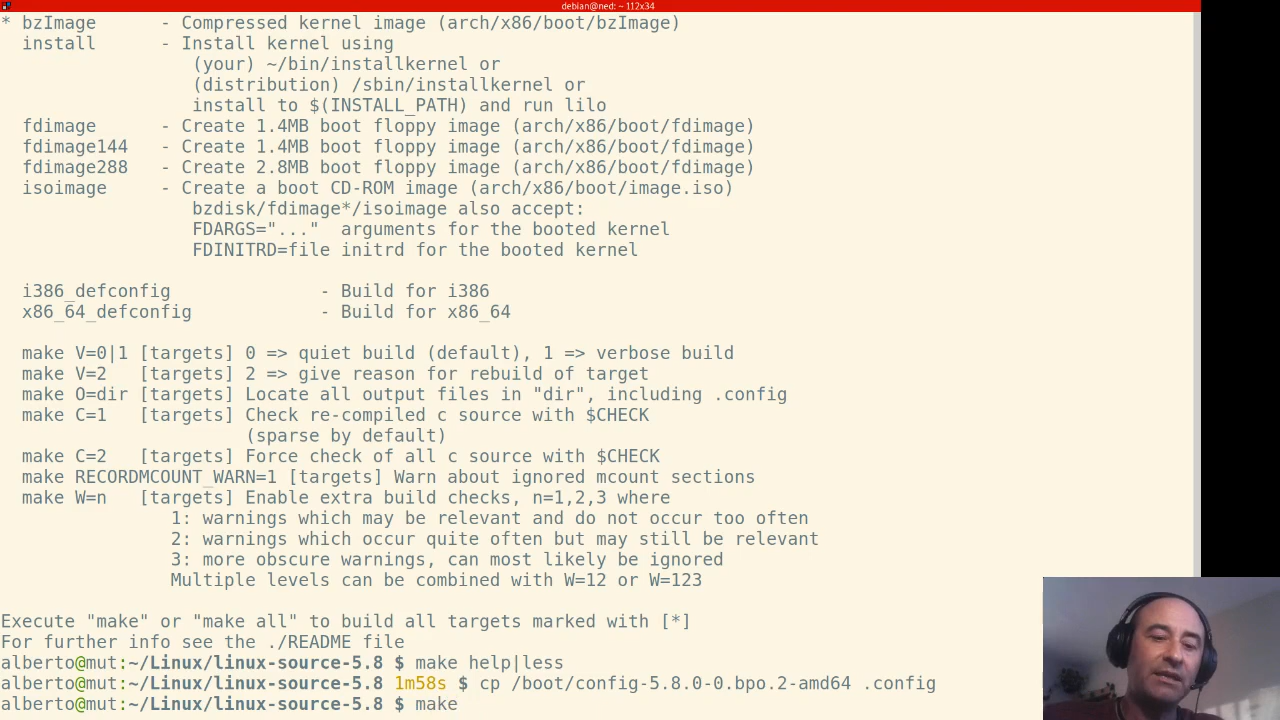 debian@ned: ~ 112x34
* bzImage      - Compressed kernel image (arch/x86/boot/bzImage)
  install      - Install kernel using
                  (your) ~/bin/installkernel or
                  (distribution) /sbin/installkernel or
                  install to $(INSTALL_PATH) and run lilo
  fdimage      - Create 1.4MB boot floppy image (arch/x86/boot/fdimage)
  fdimage144   - Create 1.4MB boot floppy image (arch/x86/boot/fdimage)
  fdimage288   - Create 2.8MB boot floppy image (arch/x86/boot/fdimage)
  isoimage     - Create a boot CD-ROM image (arch/x86/boot/image.iso)
                  bzdisk/fdimage*/isoimage also accept:
                  FDARGS="..."  arguments for the booted kernel
                  FDINITRD=file initrd for the booted kernel
  i386_defconfig              - Build for i386
  x86_64_defconfig            - Build for x86_64
  make V=0|1 [targets] 0 => quiet build (default), 1 => verbose build
  make V=2   [targets] 2 => give reason for rebuild of target
  make O=dir [targets] Locate all output files in "dir", including .config
  make C=1   [targets] Check re-compiled c source with $CHECK
                       (sparse by default)
  make C=2   [targets] Force check of all c source with $CHECK
  make RECORDMCOUNT_WARN=1 [targets] Warn about ignored mcount sections
  make W=n   [targets] Enable extra build checks, n=1,2,3 where
                1: warnings which may be relevant and do not occur too often
                2: warnings which occur quite often but may still be relevant
                3: more obscure warnings, can most likely be ignored
                Multiple levels can be combined with W=12 or W=123
Execute "make" or "make all" to build all targets marked with [*]
For further info see the ./README file
alberto@mut:~/Linux/linux-source-5.8 $ make help|less
alberto@mut:~/Linux/linux-source-5.8 1m58s $ cp /boot/config-5.8.0-0.bpo.2-amd64 .config
alberto@mut:~/Linux/linux-source-5.8 $ make